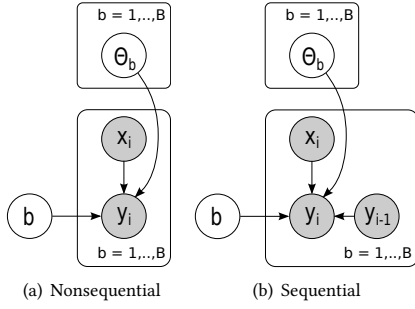 b = 1,..,B
Θb
xi
b
yi
b = 1,..,B
(a) Nonsequential
b = 1,..,B
Θb
xi
b
yi
yi-1
b = 1,..,B
(b) Sequential